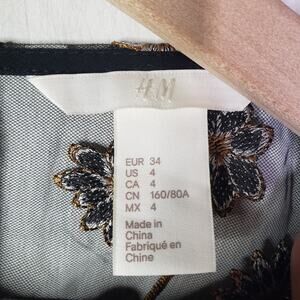 H&M
EUR 34
US 4
CA 4
CN 160/80A
MX 4
Made in
China
Fabriqué en
Chine